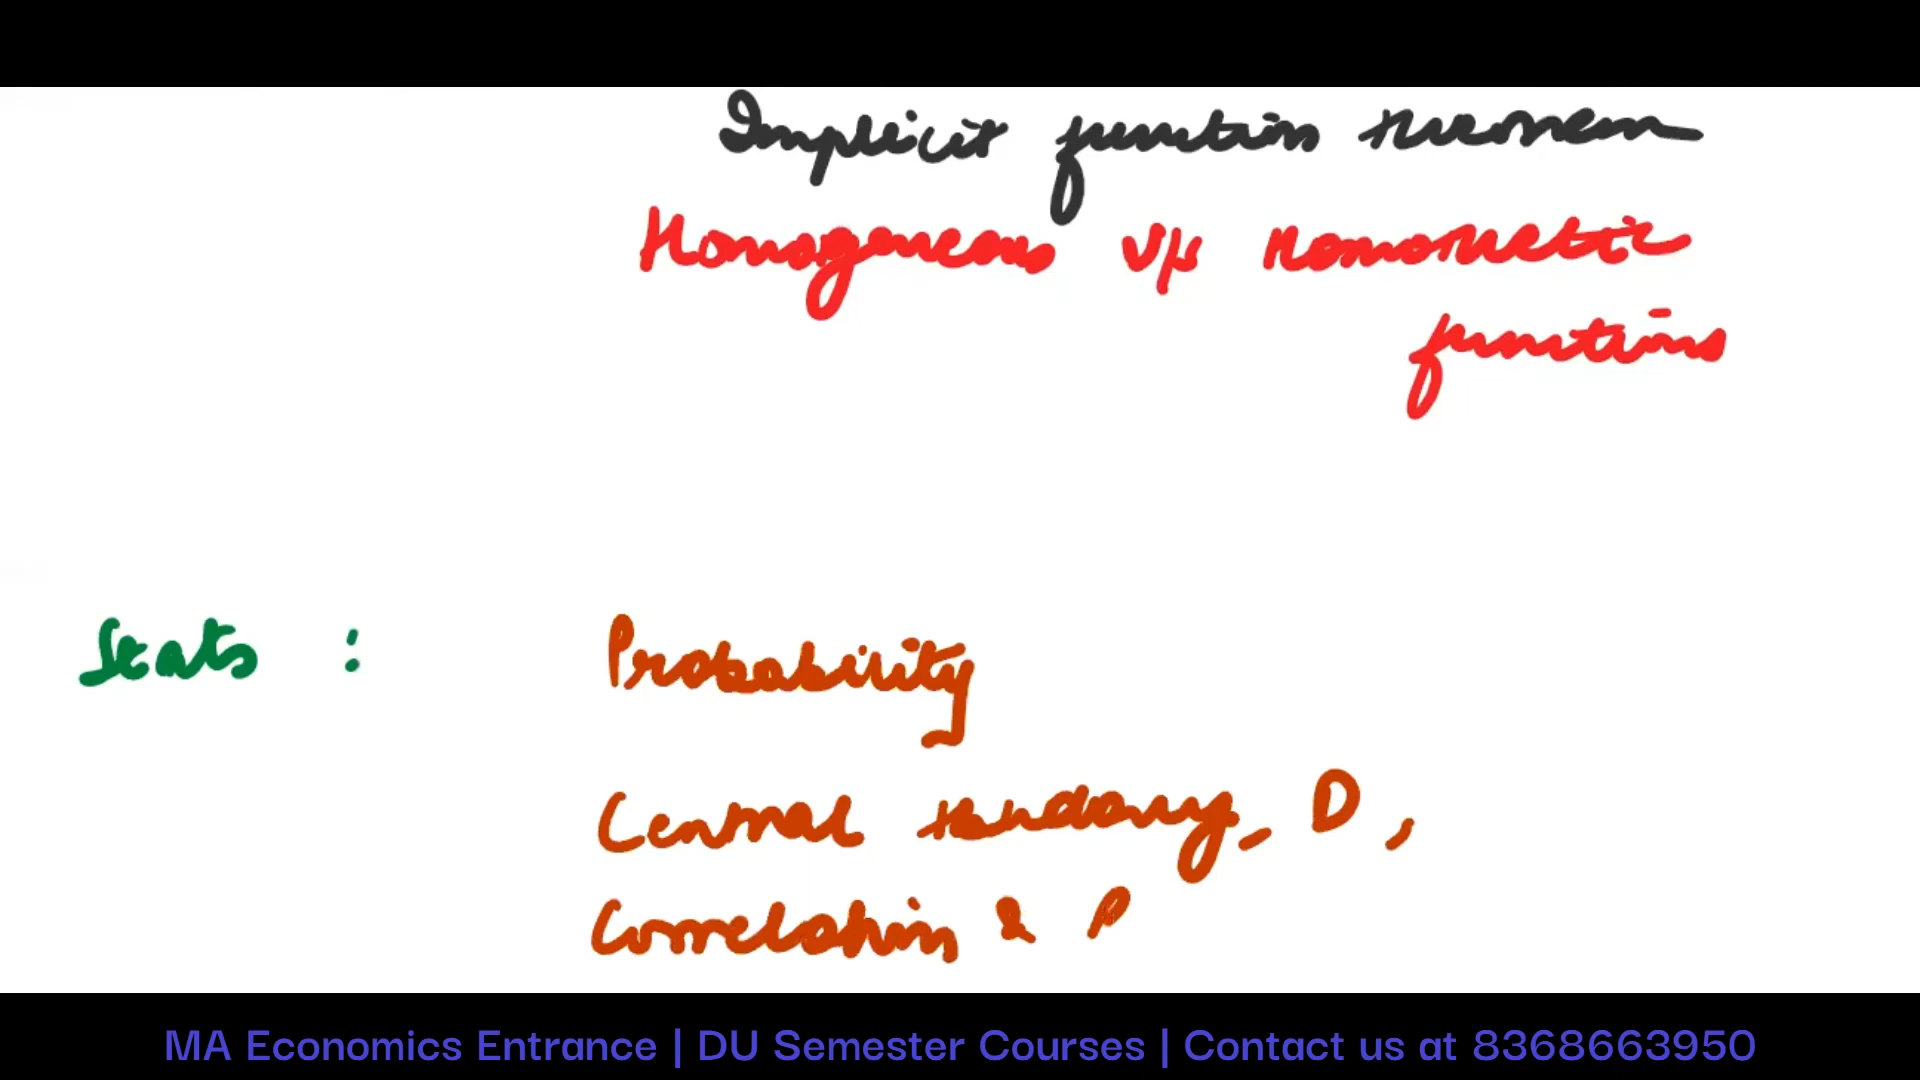 Implicit function theorem
Homogeneous v/s Homothetic
functions
Stats : Probability
Central tendancy, D,
Correlation & R
MA Economics Entrance | DU Semester Courses | Contact us at 8368663950